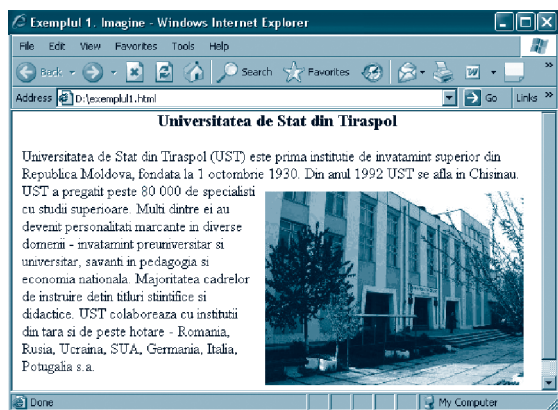 Exemplul 1. Imagine - Windows Internet Explorer
File Edit View Favorites Tools Help
Back Search Favorites
Address D:\exemplul1.html Go Links
Universitatea de Stat din Tiraspol
Universitatea de Stat din Tiraspol (UST) este prima institutie de invatamint superior din
Republica Moldova, fondata la 1 octombrie 1930. Din anul 1992 UST se afla in Chisinau.
UST a pregatit peste 80 000 de specialisti
cu studii superioare. Multi dintre ei au
devenit personalitati marcante in diverse
domenii - invatamint preuniversitar si
universitar, savanti in pedagogia si
economia nationala. Majoritatea cadrelor
de instruire detin titluri stiintifice si
didactice. UST colaboreaza cu institutii
din tara si de peste hotare - Romania,
Rusia, Ucraina, SUA, Germania, Italia,
Potugalia s.a.
Done My Computer